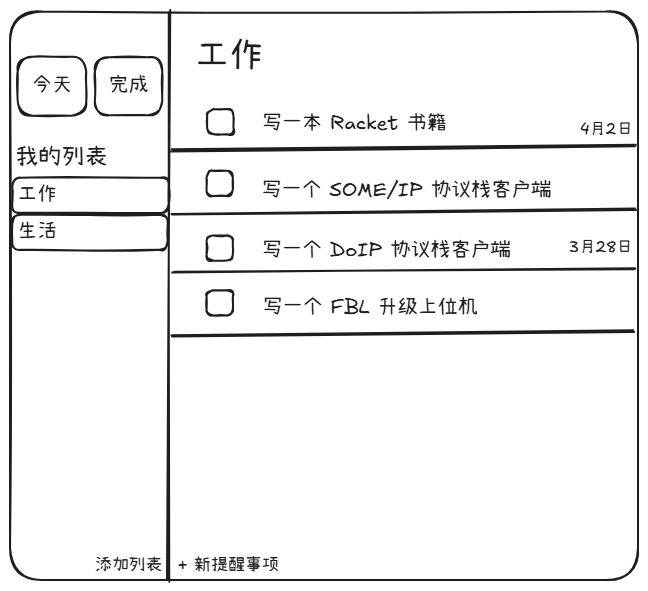 今天
完成
我的列表
工作
生活
添加列表
工作
写一本 Racket 书籍
4月2日
写一个 SOME/IP 协议栈客户端
写一个 DoIP 协议栈客户端
3月28日
写一个 FBL 升级上位机
+ 新提醒事项